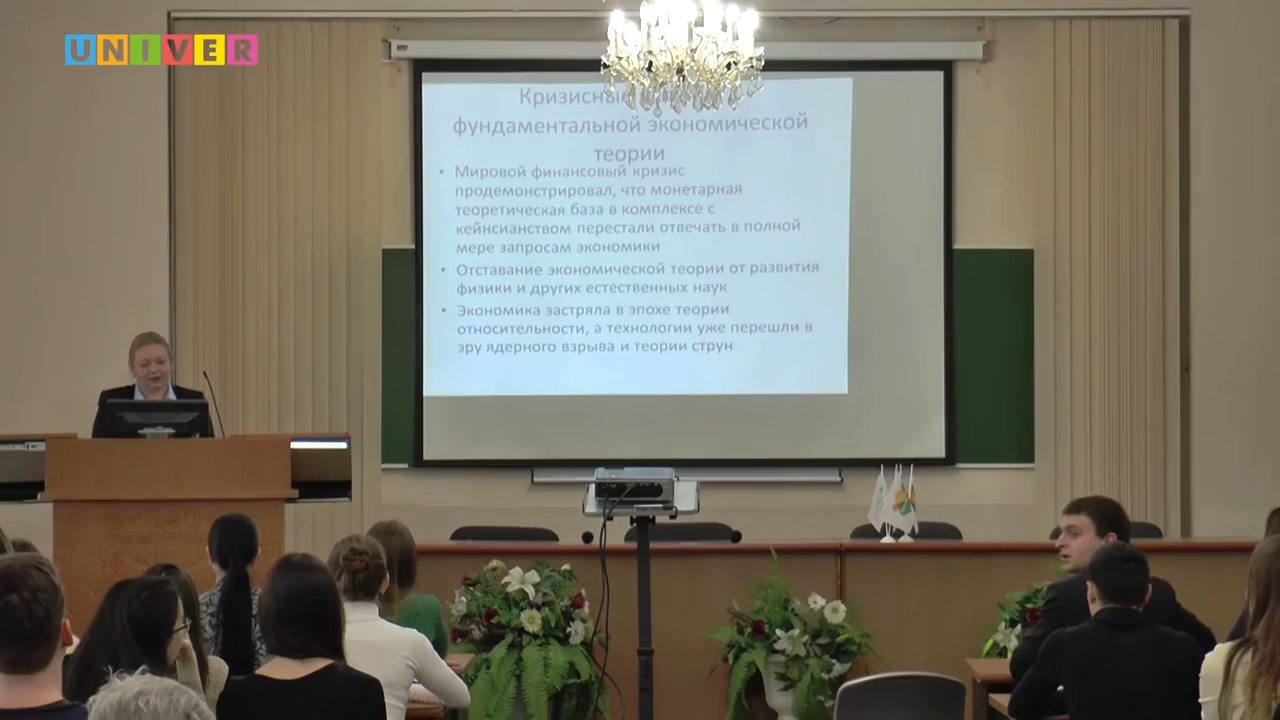 UNIVER
Кризисные
фундаментальной экономической
теории
• Мировой финансовый кризис
продемонстрировал, что монетарная
теоретическая база в комплексе с
кейнсианством перестали отвечать в полной
мере запросам экономики
• Отставание экономической теории от развития
физики и других естественных наук
• Экономика застряла в эпохе теории
относительности, а технологии уже перешли в
эру ядерного взрыва и теории струн